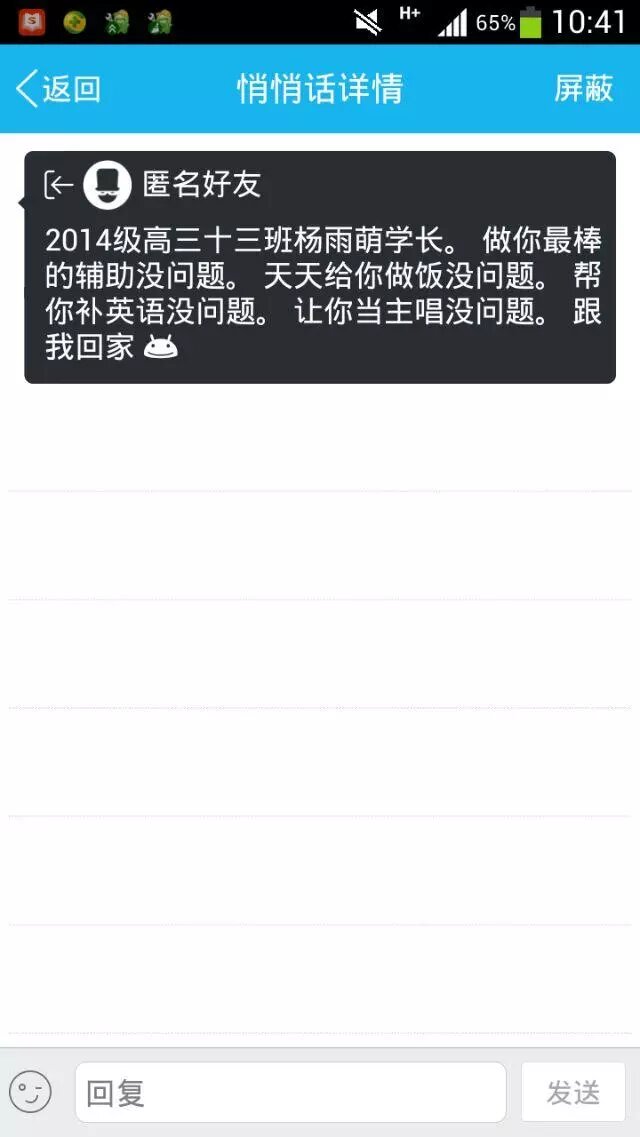 H+ 65% 10:41
返回 悄悄话详情 屏蔽
匿名好友
2014级高三十三班杨雨萌学长。 做你最棒
的辅助没问题。 天天给你做饭没问题。 帮
你补英语没问题。 让你当主唱没问题。 跟
我回家
回复 发送